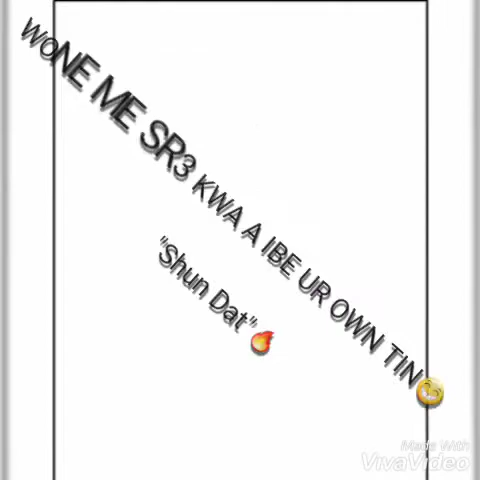 WONE ME SR3 KWA A IBE UR OWN TiN😁
"Shun Dat"🔥
Made With
VivaVideo